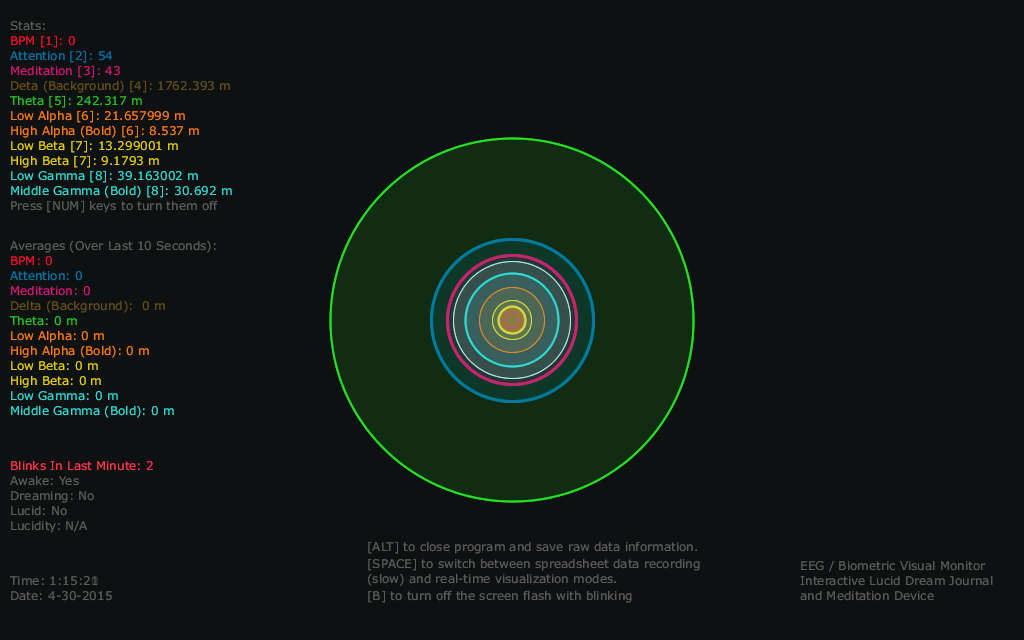 Stats:
BPM [1]: 0
Attention [2]: 54
Meditation [3]: 43
Deta (Background) [4]: 1762.393 m
Theta [5]: 242.317 m
Low Alpha [6]: 21.657999 m
High Alpha (Bold) [6]: 8.537 m
Low Beta [7]: 13.299001 m
High Beta [7]: 9.1793 m
Low Gamma [8]: 39.163002 m
Middle Gamma (Bold) [8]: 30.692 m
Press [NUM] keys to turn them off
Averages (Over Last 10 Seconds):
BPM: 0
Attention: 0
Meditation: 0
Delta (Background): 0 m
Theta: 0 m
Low Alpha: 0 m
High Alpha (Bold): 0 m
Low Beta: 0 m
High Beta: 0 m
Low Gamma: 0 m
Middle Gamma (Bold): 0 m
Blinks In Last Minute: 2
Awake: Yes
Dreaming: No
Lucid: No
Lucidity: N/A
Time:
Date: 4-30-2015
[ALT] to close program and save raw data information.
[SPACE] to switch between spreadsheet data recording
(slow) and real-time visualization modes.
[B] to turn off the screen flash with blinking
EEG / Biometric Visual Monitor
Interactive Lucid Dream Journal
and Meditation Device